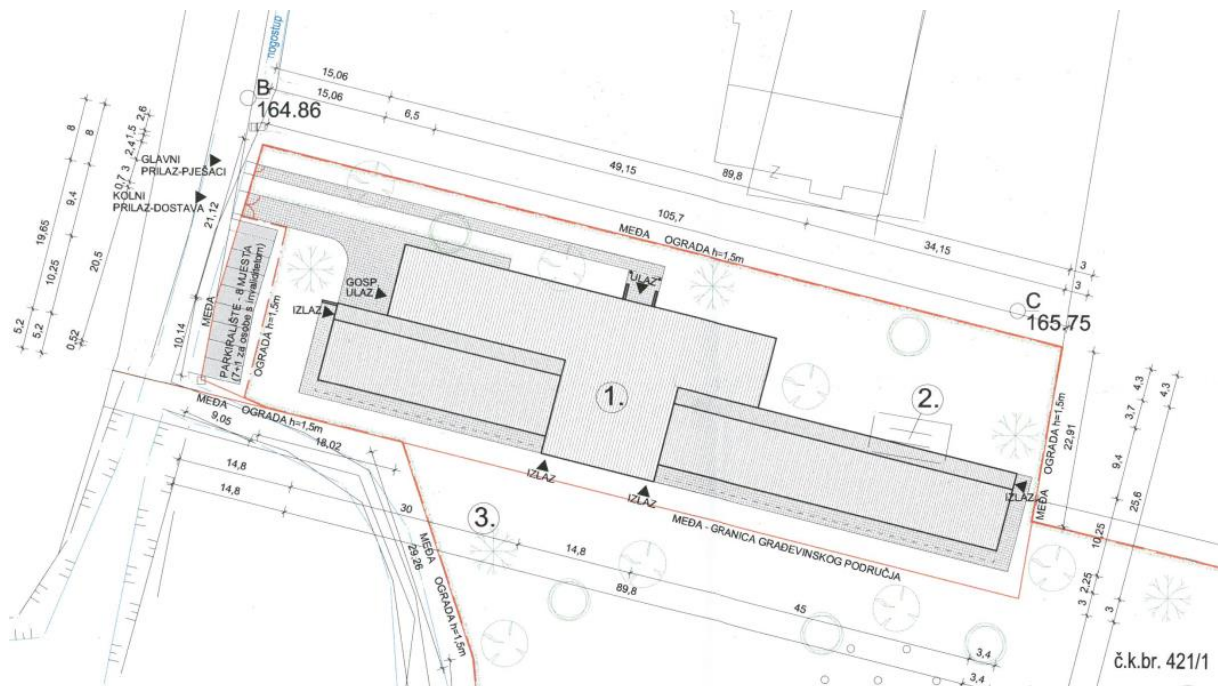 nogostup
B
164.86
15,06
15,06
6,5
49,15
89,8
105,7
34,15
3
3
MEĐA OGRADA h=1,5m
GLAVNI
PRILAZ-PJEŠACI
KOLNI
PRILAZ-DOSTAVA
8
8
2,6
1,5
2,4
3
0,7
9,4
19,65
10,25
20,5
5,2
5,2
0,52
21,12
10,14
MEĐA
PARKIRALIŠTE - 8 MJESTA
(7+1 za osobe s invaliditetom)
OGRADA h=1,5m
GOSP.
ULAZ
IZLAZ
"ULAZ"
Z
C
165.75
1.
2.
3.
MEĐA OGRADA h=1,5m
22,91
4,3
4,3
3,7
9,4
25,6
10,25
2,25
3
3
IZLAZ
IZLAZ
IZLAZ
MEĐA OGRADA h=1,5m
9,05
18,02
14,8
14,8
30
14,8
89,8
45
3,4
3,4
MEĐA OGRADA h=1,5m
29,26
MEĐA - GRANICA GRAĐEVINSKOG PODRUČJA
č.k.br. 421/1